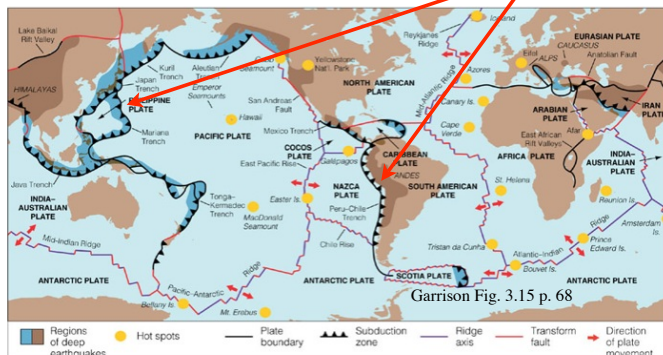 Lake Baikal
Rift Valley
HIMALAYAS
Kuril
Trench
Japan
Trench
PHILIPPINE
PLATE
Mariana
Trench
Java Trench
INDIA–
AUSTRALIAN
PLATE
Mid-Indian Ridge
ANTARCTIC PLATE
Aleutian
Trench
Emperor
Seamounts
Cobb
Seamount
Hawaii
PACIFIC PLATE
San Andreas
Fault
Yellowstone
Nat'l. Park
NORTH AMERICAN
PLATE
Mexico Trench
COCOS
PLATE
East Pacific Rise
Galápagos
Tonga–
Kermadec
Trench
MacDonald
Seamount
Easter Is.
NAZCA
PLATE
Peru–Chile
Trench
Chile Rise
Pacific–Antarctic
Ridge
Bellany Is.
Mt. Erebus
ANTARCTIC PLATE
CARIBBEAN
PLATE
ANDES
SOUTH AMERICAN
PLATE
SCOTIA PLATE
Reykjanes
Ridge
Iceland
Azores
Mid-Atlantic Ridge
Canary Is.
Cape
Verde
St. Helena
Tristan da Cunha
Bouvet Is.
EURASIAN PLATE
CAUCASUS
Anatolian Fault
Eifel
ALPS
ARABIAN
PLATE
IRAN
PLATE
Afar
East African
Rift Valleys
AFRICA PLATE
INDIA–
AUSTRALIAN
PLATE
Reunion Is.
Amsterdam
Is.
Atlantic–Indian
Ridge
Prince
Edward Is.
ANTARCTIC PLATE
Garrison Fig. 3.15 p. 68
Regions
of deep
earthquakes
Hot spots
Plate
boundary
Subduction
zone
Ridge
axis
Transform
fault
Direction
of plate
movement